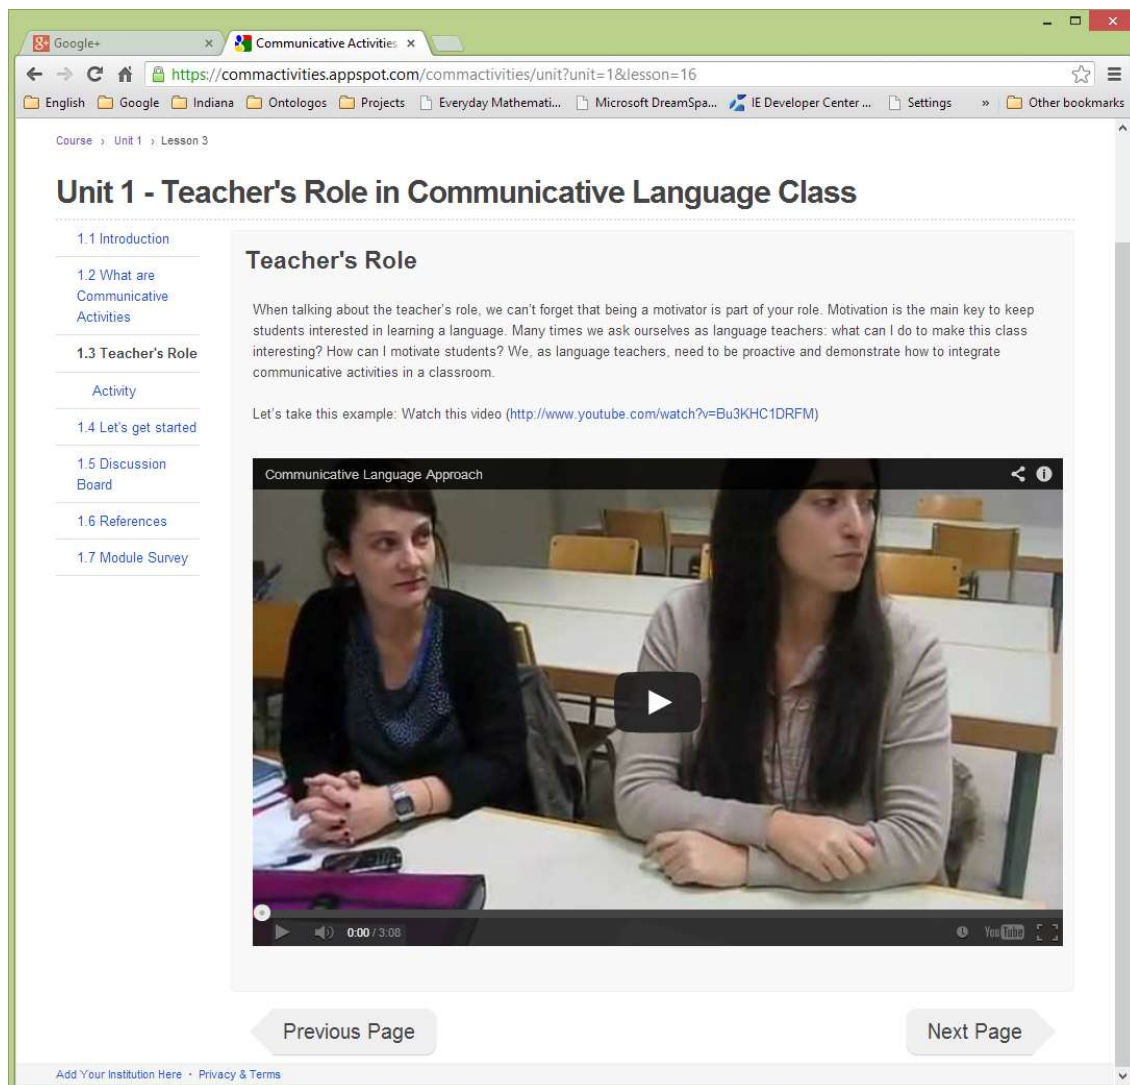 Google+
Communicative Activities
https://commactivities.appspot.com/commactivities/unit?unit=1&lesson=16
English Google Indiana Ontologos Projects Everyday Mathemati... Microsoft DreamSpa... IE Developer Center ... Settings » Other bookmarks
Course › Unit 1 › Lesson 3
Unit 1 - Teacher's Role in Communicative Language Class
1.1 Introduction
1.2 What are
Communicative
Activities
1.3 Teacher's Role
Activity
1.4 Let's get started
1.5 Discussion
Board
1.6 References
1.7 Module Survey
Teacher's Role
When talking about the teacher's role, we can't forget that being a motivator is part of your role. Motivation is the main key to keep
students interested in learning a language. Many times we ask ourselves as language teachers: what can I do to make this class
interesting? How can I motivate students? We, as language teachers, need to be proactive and demonstrate how to integrate
communicative activities in a classroom.
Let's take this example: Watch this video (http://www.youtube.com/watch?v=Bu3KHC1DRFM)
Communicative Language Approach
0:00 / 3:08
YouTube
Previous Page
Next Page
Add Your Institution Here · Privacy & Terms